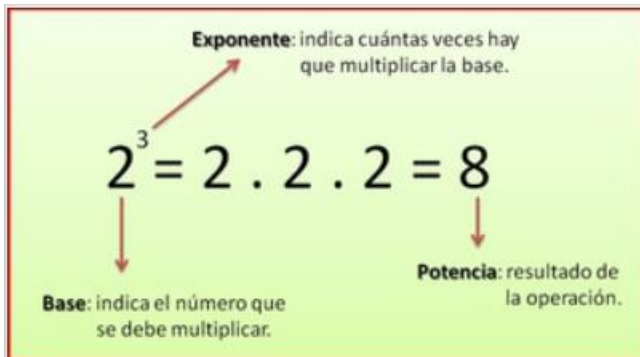 Exponente: indica cuántas veces hay
que multiplicar la base.
2³ = 2 . 2 . 2 = 8
Base: indica el número que
se debe multiplicar.
Potencia: resultado de
la operación.